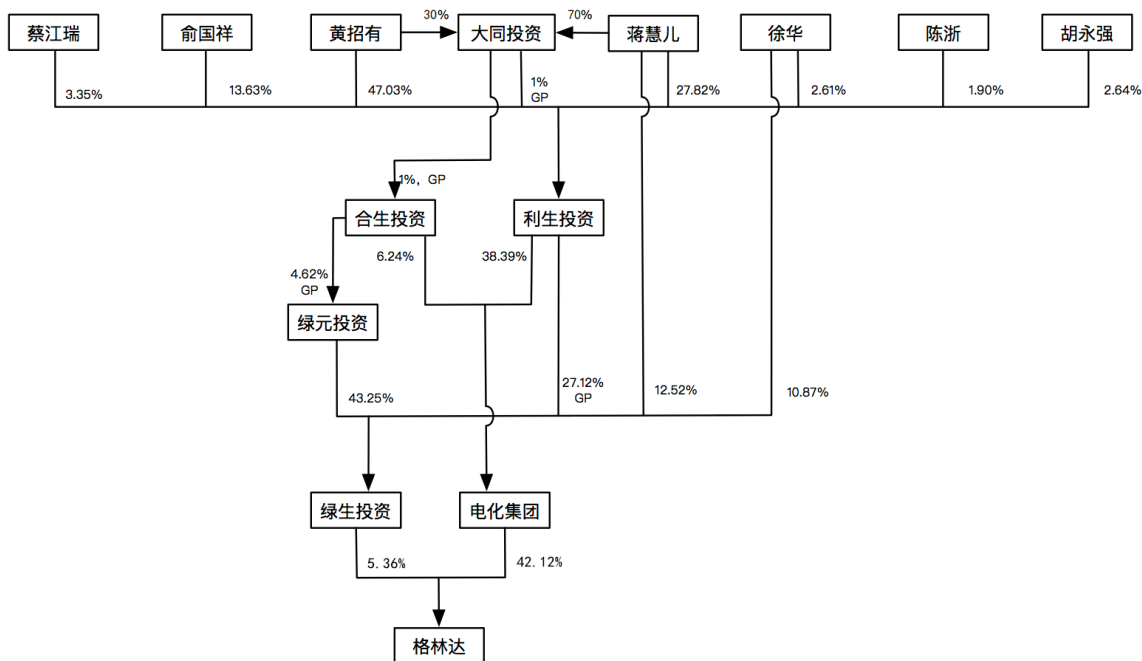 30%
70%
蔡江瑞
俞国祥
黄招有
大同投资
蒋慧儿
徐华
陈浙
胡永强
3.35%
13.63%
47.03%
1%
GP
27.82%
2.61%
1.90%
2.64%
1%，GP
合生投资
利生投资
6.24%
38.39%
4.62%
GP
绿元投资
43.25%
27.12%
GP
12.52%
10.87%
绿生投资
电化集团
5.36%
42.12%
格林达